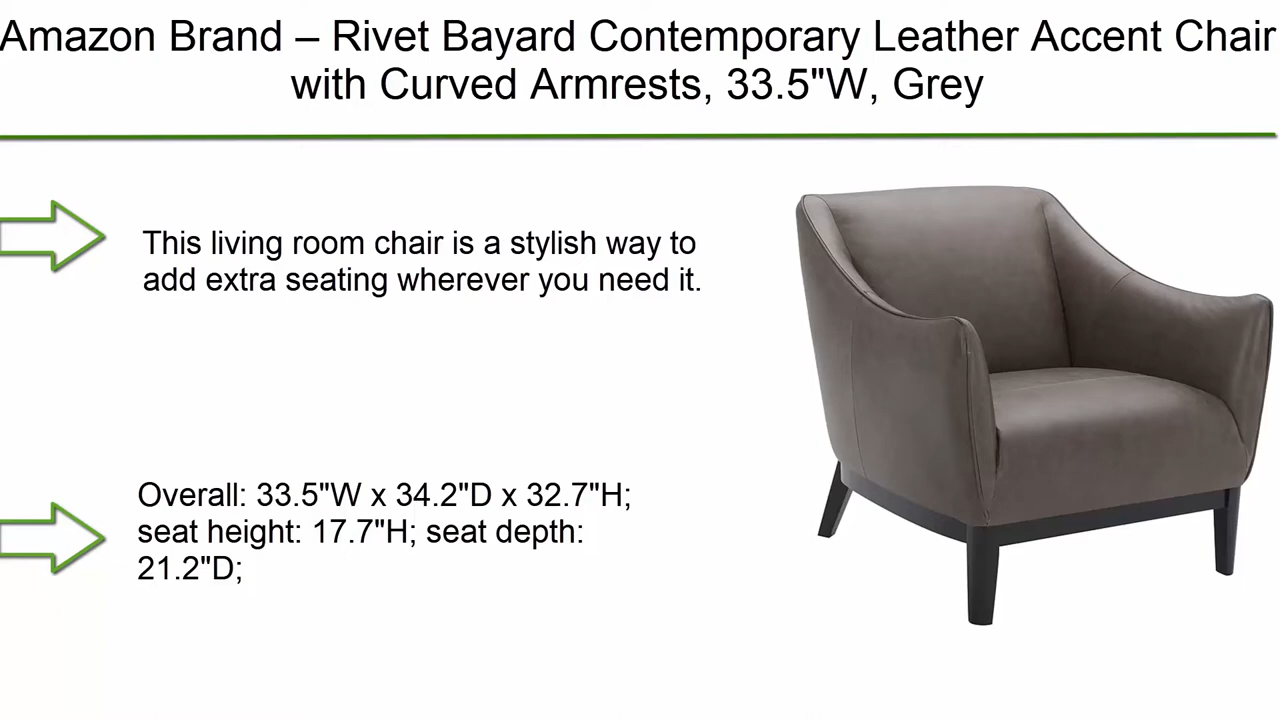 Amazon Brand – Rivet Bayard Contemporary Leather Accent Chair
with Curved Armrests, 33.5"W, Grey
This living room chair is a stylish way to
add extra seating wherever you need it.
Overall: 33.5"W x 34.2"D x 32.7"H;
seat height: 17.7"H; seat depth:
21.2"D;